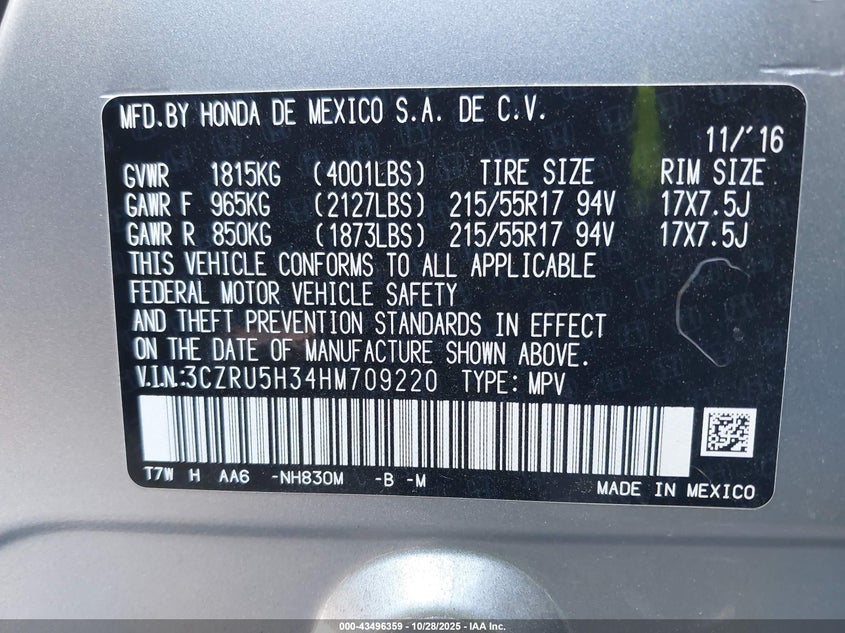 MFD.BY HONDA DE MEXICO S.A. DE C.V.
11/'16
GVWR 1815KG (4001LBS) TIRE SIZE RIM SIZE
GAWR F 965KG (2127LBS) 215/55R17 94V 17X7.5J
GAWR R 850KG (1873LBS) 215/55R17 94V 17X7.5J
THIS VEHICLE CONFORMS TO ALL APPLICABLE
FEDERAL MOTOR VEHICLE SAFETY
AND THEFT PREVENTION STANDARDS IN EFFECT
ON THE DATE OF MANUFACTURE SHOWN ABOVE.
V.I.N.:3CZRU5H34HM709220 TYPE: MPV
T7W H AA6 -NH830M -B -M
MADE IN MEXICO
000-43496359 - 10/28/2025 - IAA Inc.